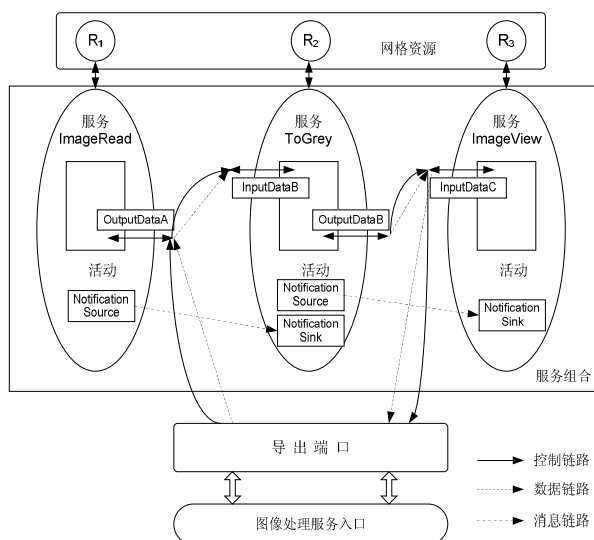 R1
R2
R3
网格资源
服务
ImageRead
服务
ToGrey
服务
ImageView
InputDataB
InputDataC
OutputDataA
OutputDataB
活动
活动
活动
Notification
Source
Notification
Source
Notification
Sink
Notification
Sink
服务组合
导出端口
控制链路
数据链路
消息链路
图像处理服务入口